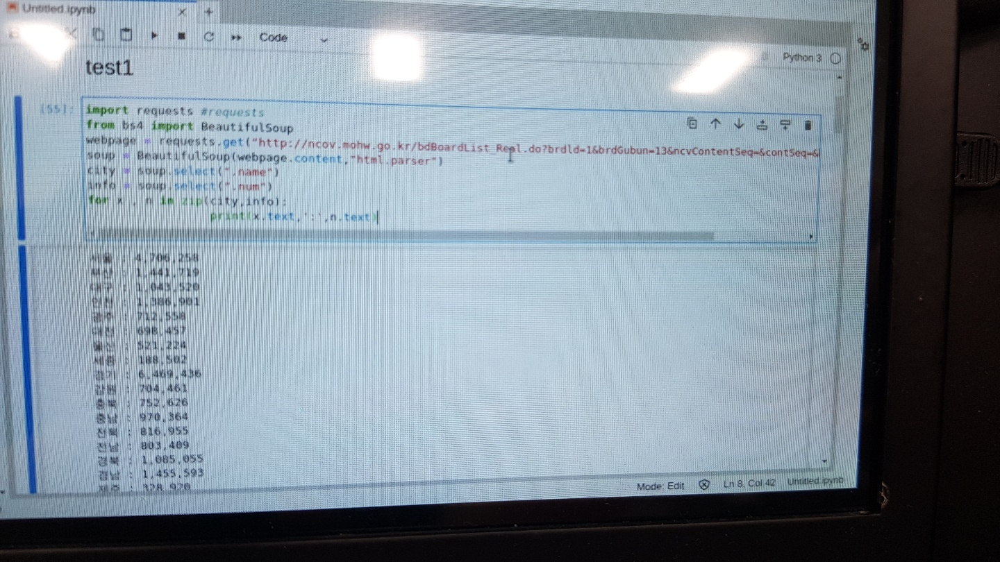 Untitled.ipynb
Code
Python 3
test1
[55]:
import requests #requests
from bs4 import BeautifulSoup
webpage = requests.get("http://ncov.mohw.go.kr/bdBoardList_Real.do?brdld=1&brdGubun=13&ncvContentSeq=&contSeq=&
soup = BeautifulSoup(webpage.content,"html.parser")
city = soup.select(".name")
info = soup.select(".num")
for x , n in zip(city,info):
print(x.text,':',n.text)
서울 : 4,706,258
부산 : 1,441,719
대구 : 1,043,520
인천 : 1,386,901
광주 : 712,558
대전 : 698,457
울산 : 521,224
세종 : 188,502
경기 : 6,469,436
강원 : 704,461
충북 : 752,626
충남 : 970,364
전북 : 816,955
전남 : 803,409
경북 : 1,085,055
경남 : 1,455,593
제주 : 328,920
Mode: Edit
Ln 8, Col 42
Untitled.ipynb